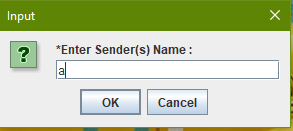 Input
*Enter Sender(s) Name :
a
OK
Cancel